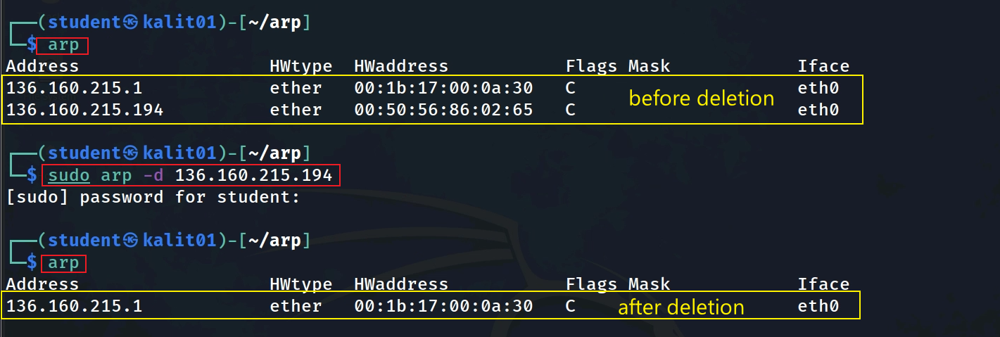 ┌──(student㉿kalit01)-[~/arp]
└─$ arp
Address HWtype HWaddress Flags Mask Iface
136.160.215.1 ether 00:1b:17:00:0a:30 C eth0
before deletion
136.160.215.194 ether 00:50:56:86:02:65 C eth0
┌──(student㉿kalit01)-[~/arp]
└─$ sudo arp -d 136.160.215.194
[sudo] password for student:
┌──(student㉿kalit01)-[~/arp]
└─$ arp
Address HWtype HWaddress Flags Mask Iface
136.160.215.1 ether 00:1b:17:00:0a:30 C after deletion eth0